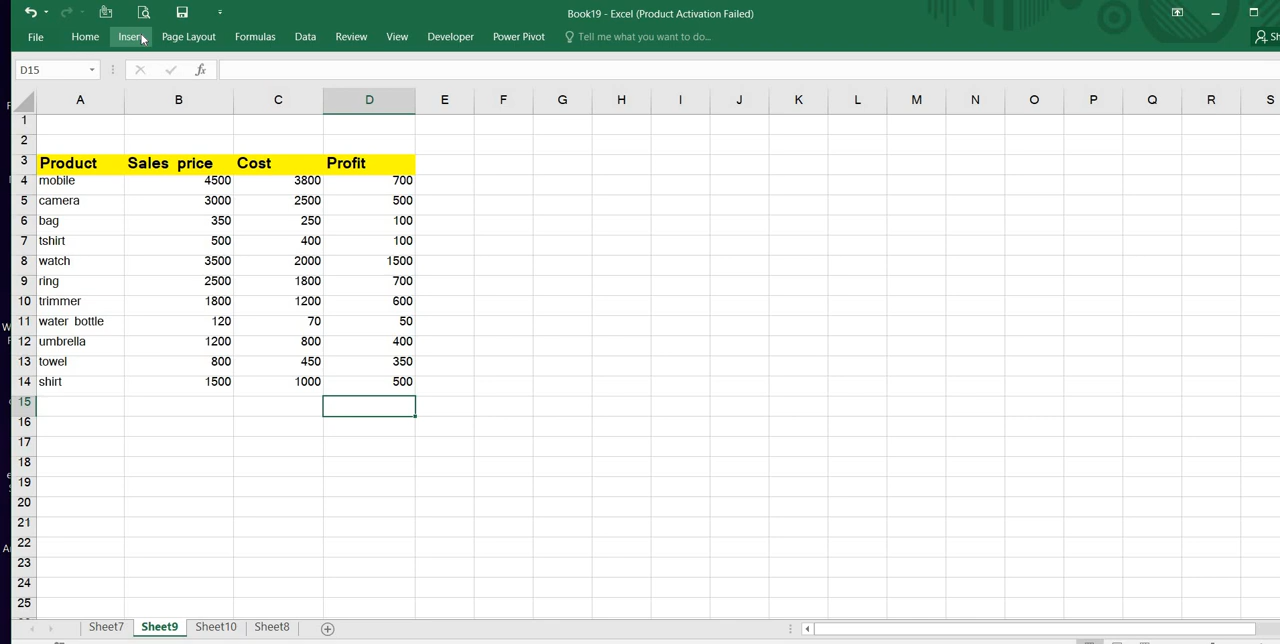 Book19 - Excel (Product Activation Failed)
File Home Insert Page Layout Formulas Data Review View Developer Power Pivot Tell me what you want to do... Sh
D15 fx
A B C D E F G H I J K L M N O P Q R S
1
2
3 Product Sales price Cost Profit
4 mobile 4500 3800 700
5 camera 3000 2500 500
6 bag 350 250 100
7 tshirt 500 400 100
8 watch 3500 2000 1500
9 ring 2500 1800 700
10 trimmer 1800 1200 600
11 water bottle 120 70 50
12 umbrella 1200 800 400
13 towel 800 450 350
14 shirt 1500 1000 500
15
16
17
18
19
20
21
22
23
24
25
Sheet7 Sheet9 Sheet10 Sheet8